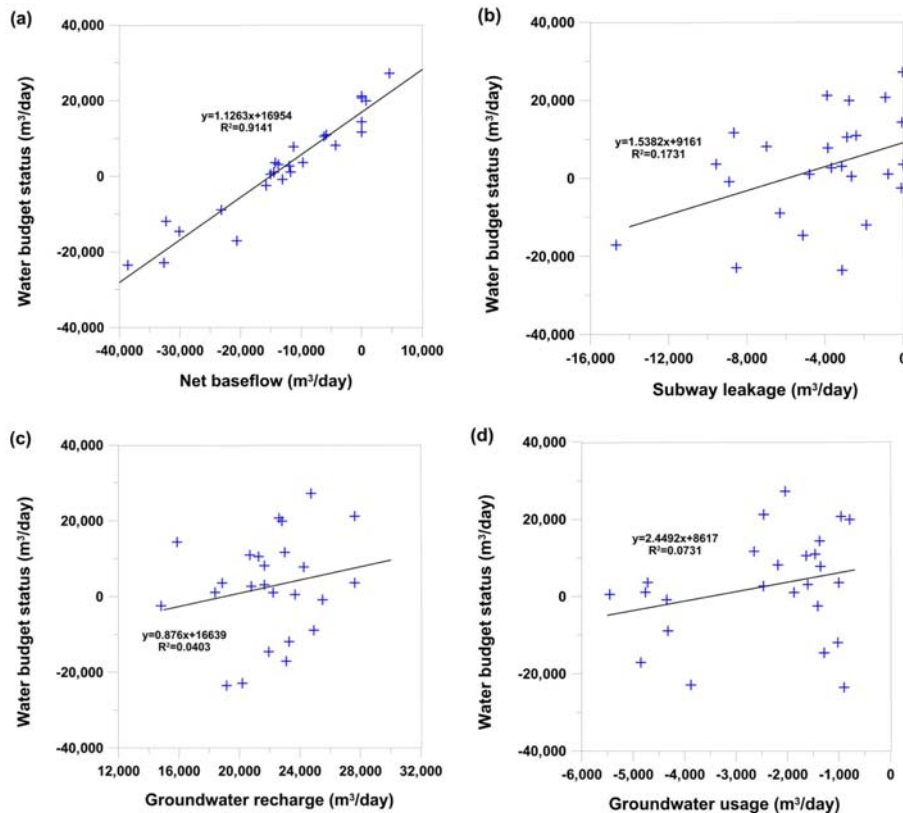 (a)
40,000
20,000
0
-20,000
-40,000
Water budget status (m³/day)
y=1.1263x+16954
R²=0.9141
-40,000 -30,000 -20,000 -10,000 0 10,000
Net baseflow (m³/day)
(b)
40,000
20,000
0
-20,000
-40,000
Water budget status (m³/day)
y=1.5382x+9161
R²=0.1731
-16,000 -12,000 -8,000 -4,000 0
Subway leakage (m³/day)
(c)
40,000
20,000
0
-20,000
-40,000
Water budget status (m³/day)
y=0.876x+16639
R²=0.0403
12,000 16,000 20,000 24,000 28,000 32,000
Groundwater recharge (m³/day)
(d)
40,000
20,000
0
-20,000
-40,000
Water budget status (m³/day)
y=2.4492x+8617
R²=0.0731
-6,000 -5,000 -4,000 -3,000 -2,000 -1,000 0
Groundwater usage (m³/day)